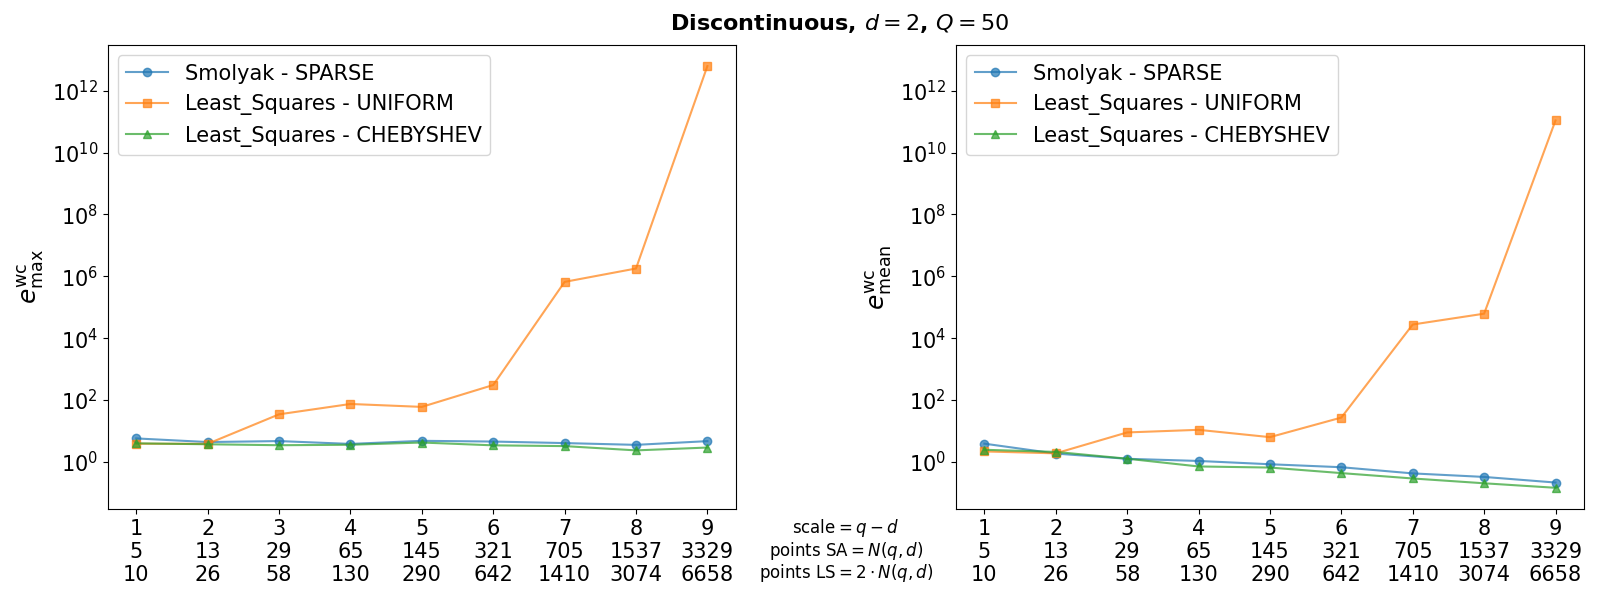 Discontinuous, d = 2, Q = 50
Smolyak - SPARSE
Least_Squares - UNIFORM
Least_Squares - CHEBYSHEV
10^12
10^10
10^8
10^6
10^4
10^2
10^0
e^wc_max
1 2 3 4 5 6 7 8 9
5 13 29 65 145 321 705 1537 3329
10 26 58 130 290 642 1410 3074 6658
scale = q − d
points SA = N(q, d)
points LS = 2 · N(q, d)
Smolyak - SPARSE
Least_Squares - UNIFORM
Least_Squares - CHEBYSHEV
10^12
10^10
10^8
10^6
10^4
10^2
10^0
e^wc_mean
1 2 3 4 5 6 7 8 9
5 13 29 65 145 321 705 1537 3329
10 26 58 130 290 642 1410 3074 6658